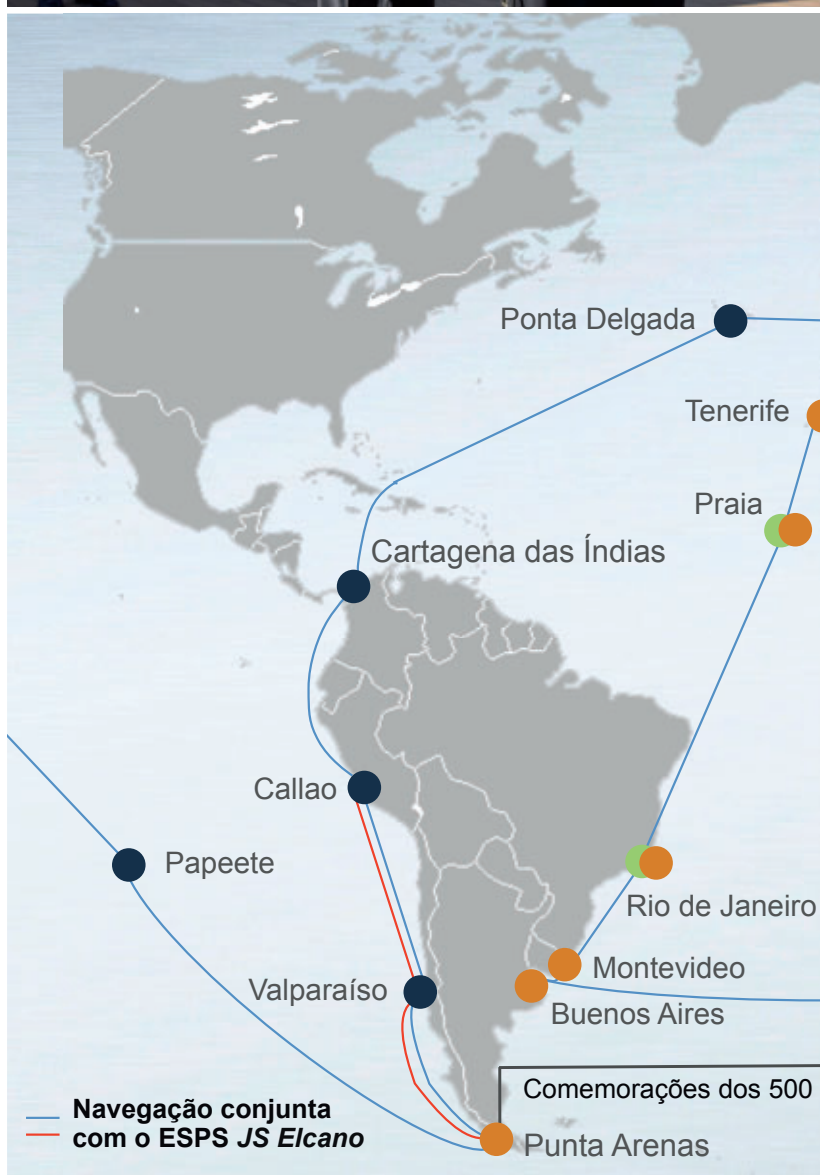 Ponta Delgada
Tenerife
Praia
Cartagena das Índias
Callao
Papeete
Rio de Janeiro
Montevideo
Valparaíso
Buenos Aires
Comemorações dos 500
Navegação conjunta
com o ESPS JS Elcano
Punta Arenas